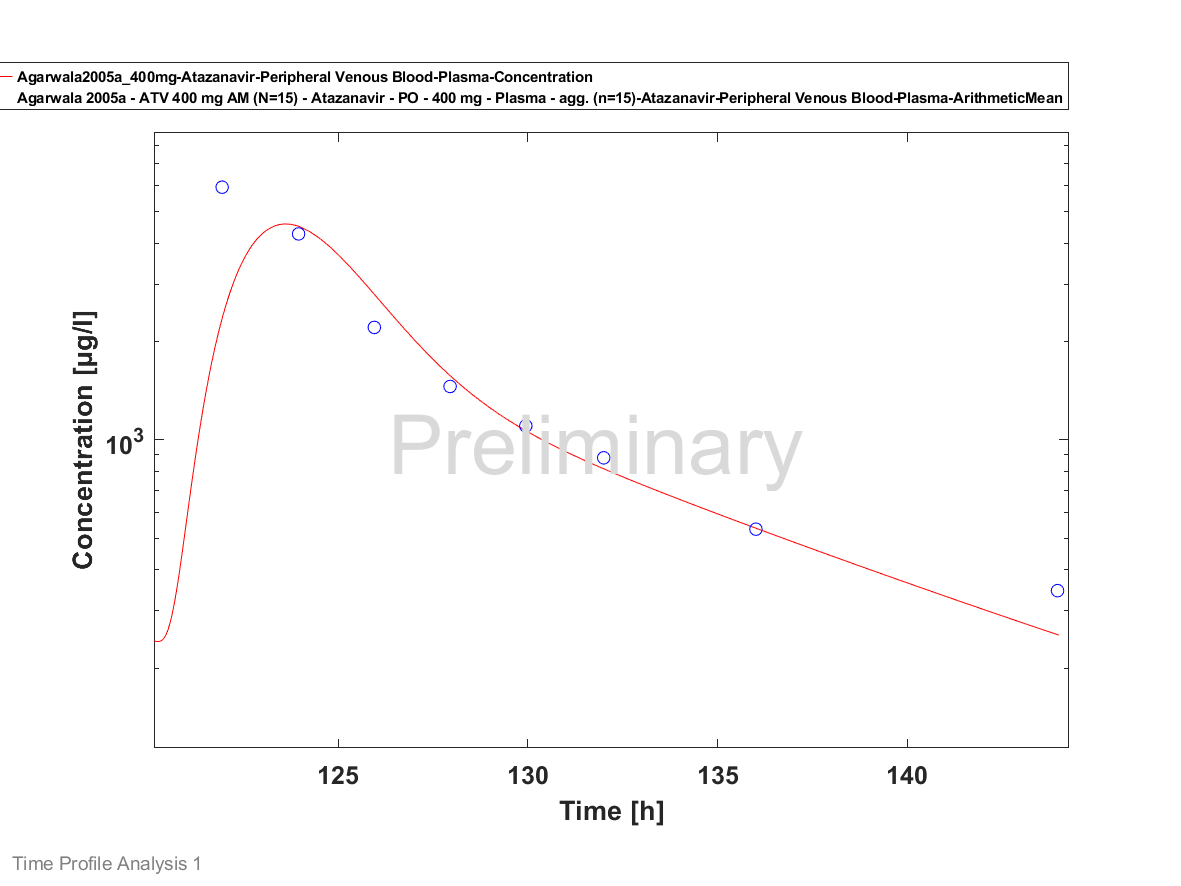 Agarwala2005a_400mg-Atazanavir-Peripheral Venous Blood-Plasma-Concentration
Agarwala 2005a - ATV 400 mg AM (N=15) - Atazanavir - PO - 400 mg - Plasma - agg. (n=15)-Atazanavir-Peripheral Venous Blood-Plasma-ArithmeticMean
Concentration [µg/l]
10³
Preliminary
125 130 135 140
Time [h]
Time Profile Analysis 1